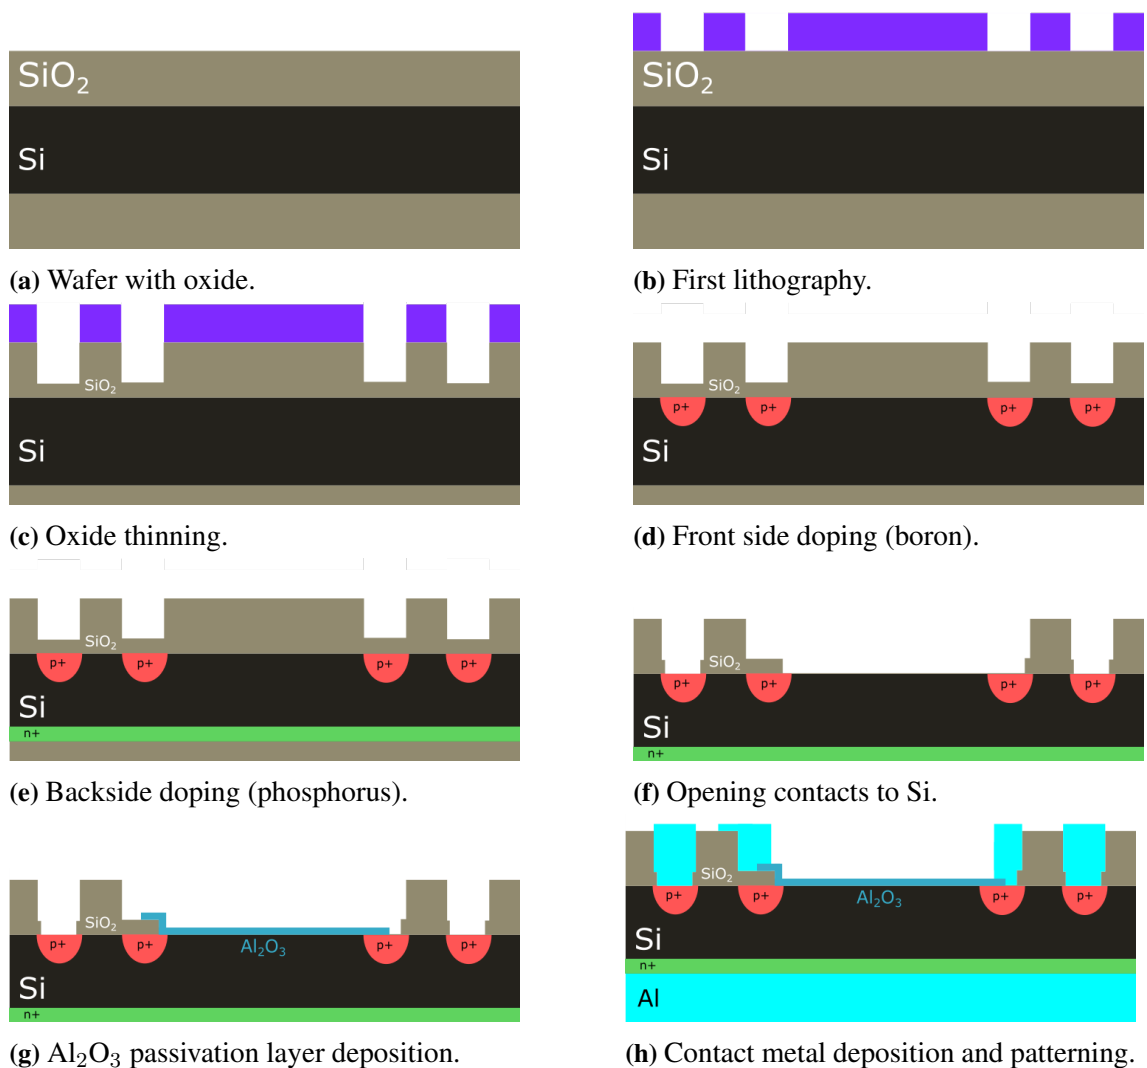 SiO₂
Si
(a) Wafer with oxide.
SiO₂
Si
(b) First lithography.
SiO₂
Si
(c) Oxide thinning.
SiO₂
p+ p+ p+ p+
Si
(d) Front side doping (boron).
SiO₂
p+ p+ p+ p+
Si
n+
(e) Backside doping (phosphorus).
SiO₂
p+ p+ p+ p+
Si
n+
(f) Opening contacts to Si.
SiO₂
p+ p+ Al₂O₃ p+ p+
Si
n+
(g) Al₂O₃ passivation layer deposition.
SiO₂
p+ p+ Al₂O₃ p+ p+
Si
n+
Al
(h) Contact metal deposition and patterning.